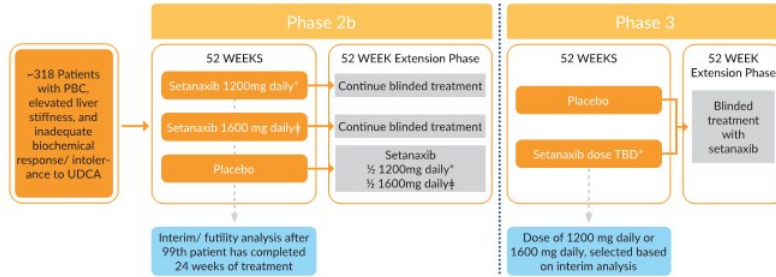 Phase 2b
Phase 3
~318 Patients
with PBC,
elevated liver
stiffness, and
inadequate
biochemical
response/ intoler-
ance to UDCA
52 WEEKS
Setanaxib 1200mg daily*
Setanaxib 1600 mg daily‡
Placebo
52 WEEK Extension Phase
Continue blinded treatment
Continue blinded treatment
Setanaxib
½ 1200mg daily*
½ 1600mg daily‡
Interim/ futility analysis after
99th patient has completed
24 weeks of treatment
52 WEEKS
Placebo
Setanaxib dose TBD*
52 WEEK
Extension Phase
Blinded
treatment
with
setanaxib
Dose of 1200 mg daily or
1600 mg daily, selected based
on interim analysis